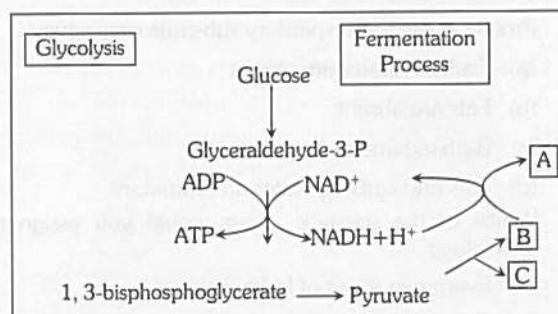 Glycolysis
Fermentation
Process
Glucose
Glyceraldehyde-3-P
ADP NAD⁺
A
ATP NADH+H⁺
B
C
1, 3-bisphosphoglycerate Pyruvate